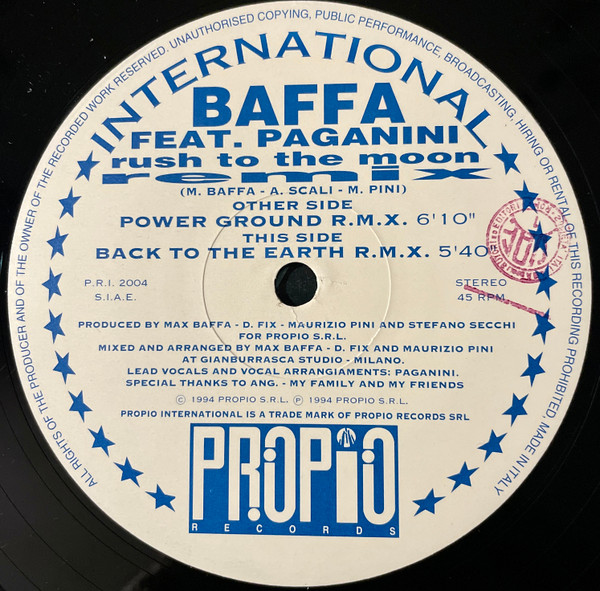 ALL RIGHTS OF THE PRODUCER AND OF THE OWNER OF THE RECORDED WORK RESERVED. UNAUTHORISED COPYING, PUBLIC PERFORMANCE, BROADCASTING, HIRING OR RENTAL OF THIS RECORDING PROHIBITED. MADE IN ITALY
INTERNATIONAL
BAFFA
FEAT. PAGANINI
rush to the moon
remix
(M. BAFFA - A. SCALI - M. PINI)
OTHER SIDE
POWER GROUND R.M.X. 6'10"
THIS SIDE
BACK TO THE EARTH R.M.X. 5'40"
P.R.I. 2004
S.I.A.E.
STEREO
45 RPM
PRODUCED BY MAX BAFFA - D. FIX - MAURIZIO PINI AND STEFANO SECCHI
FOR PROPIO S.R.L.
MIXED AND ARRANGED BY MAX BAFFA - D. FIX AND MAURIZIO PINI
AT GIANBURRASCA STUDIO - MILANO.
LEAD VOCALS AND VOCAL ARRANGIAMENTS: PAGANINI.
SPECIAL THANKS TO ANG. - MY FAMILY AND MY FRIENDS
© 1994 PROPIO S.R.L. ℗ 1994 PROPIO S.R.L.
PROPIO INTERNATIONAL IS A TRADE MARK OF PROPIO RECORDS SRL
PROPIO
RECORDS